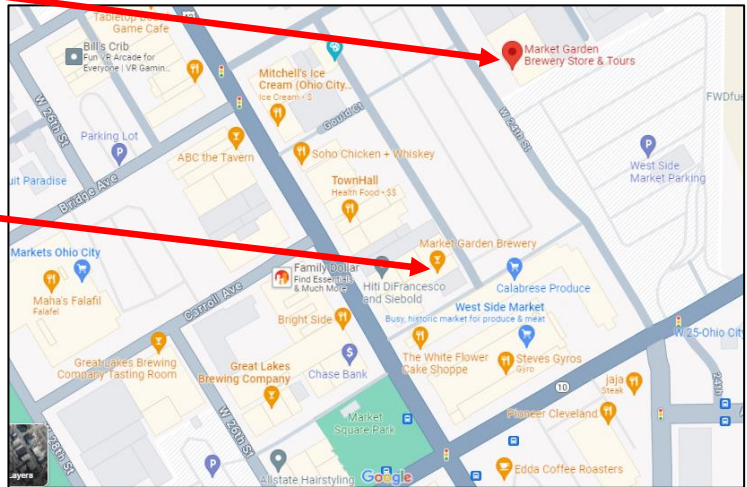 Tabletop Board
Game Cafe
Bill's Crib
Fun VR Arcade for
Everyone | VR Gamin...
Market Garden
Brewery Store & Tours
Mitchell's Ice
Cream (Ohio City...
Ice Cream • $
W 26th St
Gould Ct
W 24th St
FWDfue
Parking Lot
ABC the Tavern
Soho Chicken + Whiskey
West Side
Market Parking
uit Paradise
Bridge Ave
TownHall
Health Food • $$
Markets Ohio City
Market Garden Brewery
Family Dollar
Find Essential
& Much More
Hiti DiFrancesco
and Siebold
Calabrese Produce
Maha's Falafil
Falafel
Carroll Ave
Bright Side
West Side Market
Busy, historic market for produce & meat
W.25-Ohio Cit
Great Lakes Brewing
Company Tasting Room
Great Lakes
Brewing Company
Chase Bank
The White Flower
Cake Shoppe
Steves Gyros
Gyro
10
jaja
Steak
24th
W 28th St
W 26th St
Market
Square Park
Pioneer Cleveland
Layers
Allstate Hairstyling
Google
Edda Coffee Roasters